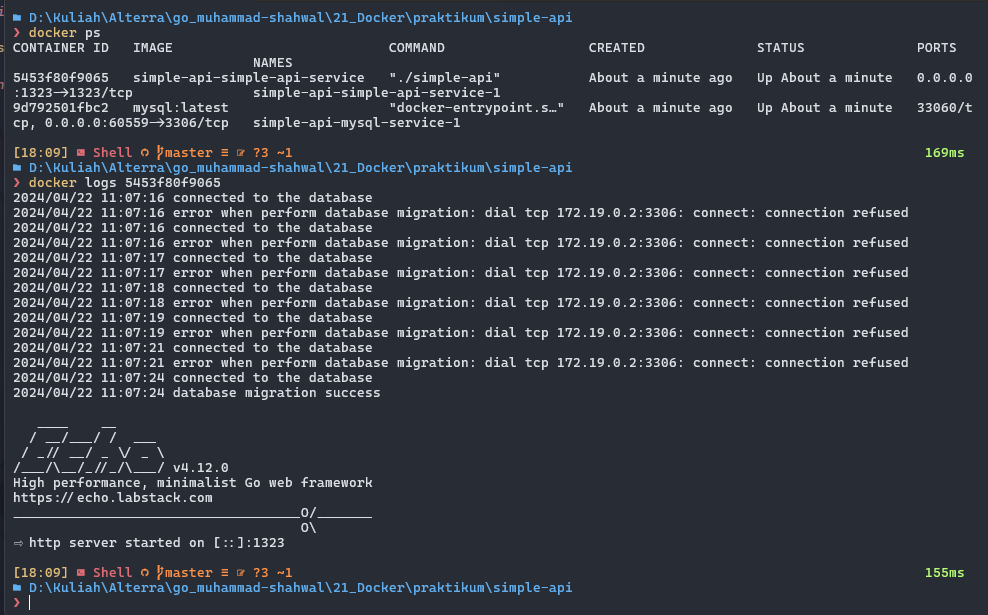 D:\Kuliah\Alterra\go_muhammad-shahwal\21_Docker\praktikum\simple-api
❯ docker ps
CONTAINER ID   IMAGE                           COMMAND                  CREATED              STATUS              PORTS
                              NAMES
5453f80f9065   simple-api-simple-api-service   "./simple-api"           About a minute ago   Up About a minute   0.0.0.0
:1323->1323/tcp               simple-api-simple-api-service-1
9d792501fbc2   mysql:latest                    "docker-entrypoint.s…"   About a minute ago   Up About a minute   33060/t
cp, 0.0.0.0:60559->3306/tcp   simple-api-mysql-service-1
[18:09] Shell master ≡ ?3 ~1 169ms
D:\Kuliah\Alterra\go_muhammad-shahwal\21_Docker\praktikum\simple-api
❯ docker logs 5453f80f9065
2024/04/22 11:07:16 connected to the database
2024/04/22 11:07:16 error when perform database migration: dial tcp 172.19.0.2:3306: connect: connection refused
2024/04/22 11:07:16 connected to the database
2024/04/22 11:07:16 error when perform database migration: dial tcp 172.19.0.2:3306: connect: connection refused
2024/04/22 11:07:17 connected to the database
2024/04/22 11:07:17 error when perform database migration: dial tcp 172.19.0.2:3306: connect: connection refused
2024/04/22 11:07:18 connected to the database
2024/04/22 11:07:18 error when perform database migration: dial tcp 172.19.0.2:3306: connect: connection refused
2024/04/22 11:07:19 connected to the database
2024/04/22 11:07:19 error when perform database migration: dial tcp 172.19.0.2:3306: connect: connection refused
2024/04/22 11:07:21 connected to the database
2024/04/22 11:07:21 error when perform database migration: dial tcp 172.19.0.2:3306: connect: connection refused
2024/04/22 11:07:24 connected to the database
2024/04/22 11:07:24 database migration success
   ____    __
  / __/___/ /  ___
 / _// __/ _ \/ _ \
/___/\__/_//_/\___/ v4.12.0
High performance, minimalist Go web framework
https://echo.labstack.com
____________________________________O/_______
                                    O\
⇨ http server started on [::]:1323
[18:09] Shell master ≡ ?3 ~1 155ms
D:\Kuliah\Alterra\go_muhammad-shahwal\21_Docker\praktikum\simple-api
❯